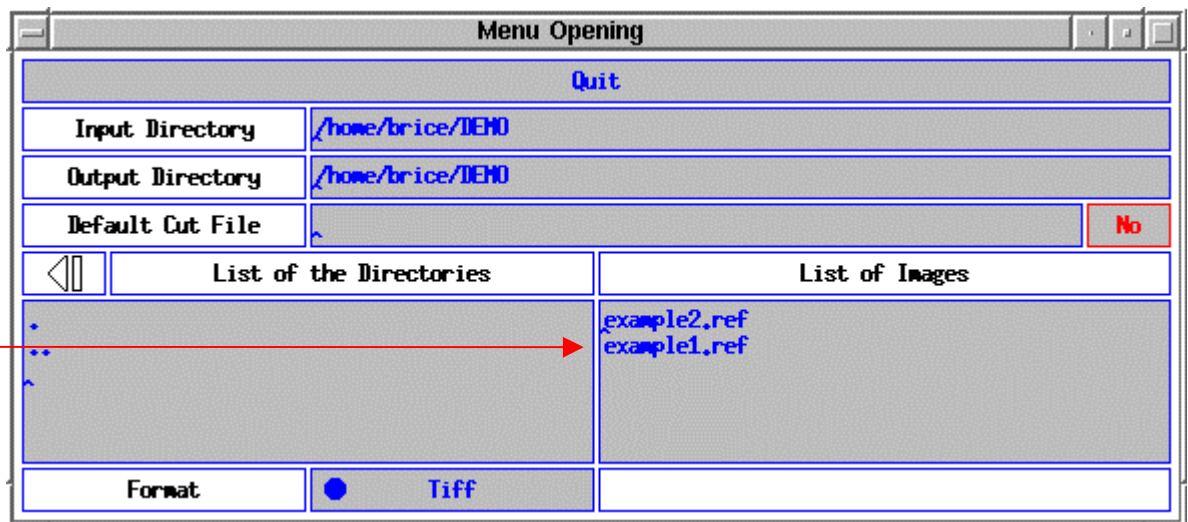 Menu Opening
Quit
Input Directory /home/brice/DEMO
Output Directory /home/brice/DEMO
Default Cut File ^ No
List of the Directories List of Images
. example2.ref
.. example1.ref
Format Tiff